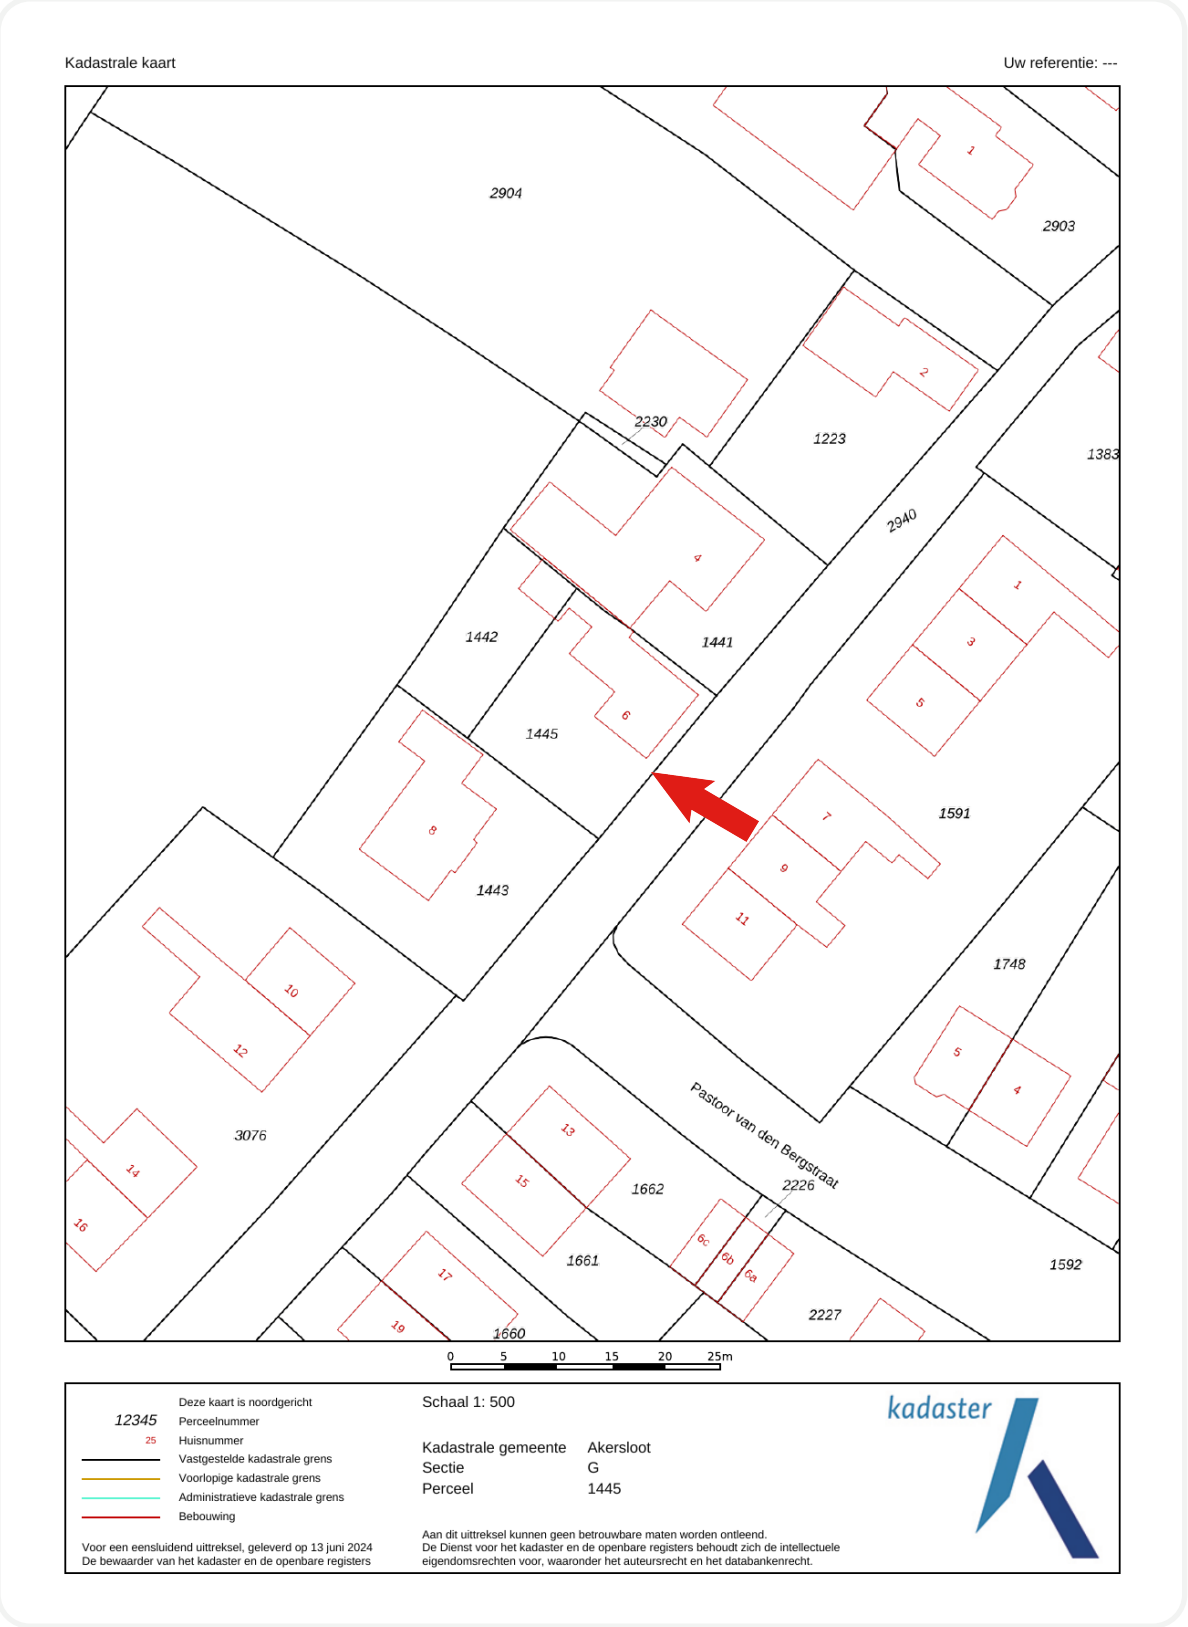 Kadastrale kaart
Uw referentie: ---
1
2904
2903
2
2230
1223
1383
2940
4
1
1442
1441
3
5
6
1445
7
1591
8
9
1443
11
1748
10
12
5
4
Pastoor van den Bergstraat
13
3076
14
15
1662
2226
16
6c
6b
6a
1661
1592
17
2227
19
1660
0 5 10 15 20 25m
Deze kaart is noordgericht
12345 Perceelnummer
25 Huisnummer
Vastgestelde kadastrale grens
Voorlopige kadastrale grens
Administratieve kadastrale grens
Bebouwing
Voor een eensluidend uittreksel, geleverd op 13 juni 2024
De bewaarder van het kadaster en de openbare registers
Schaal 1: 500
Kadastrale gemeente Akersloot
Sectie G
Perceel 1445
Aan dit uittreksel kunnen geen betrouwbare maten worden ontleend.
De Dienst voor het kadaster en de openbare registers behoudt zich de intellectuele
eigendomsrechten voor, waaronder het auteursrecht en het databankenrecht.
kadaster